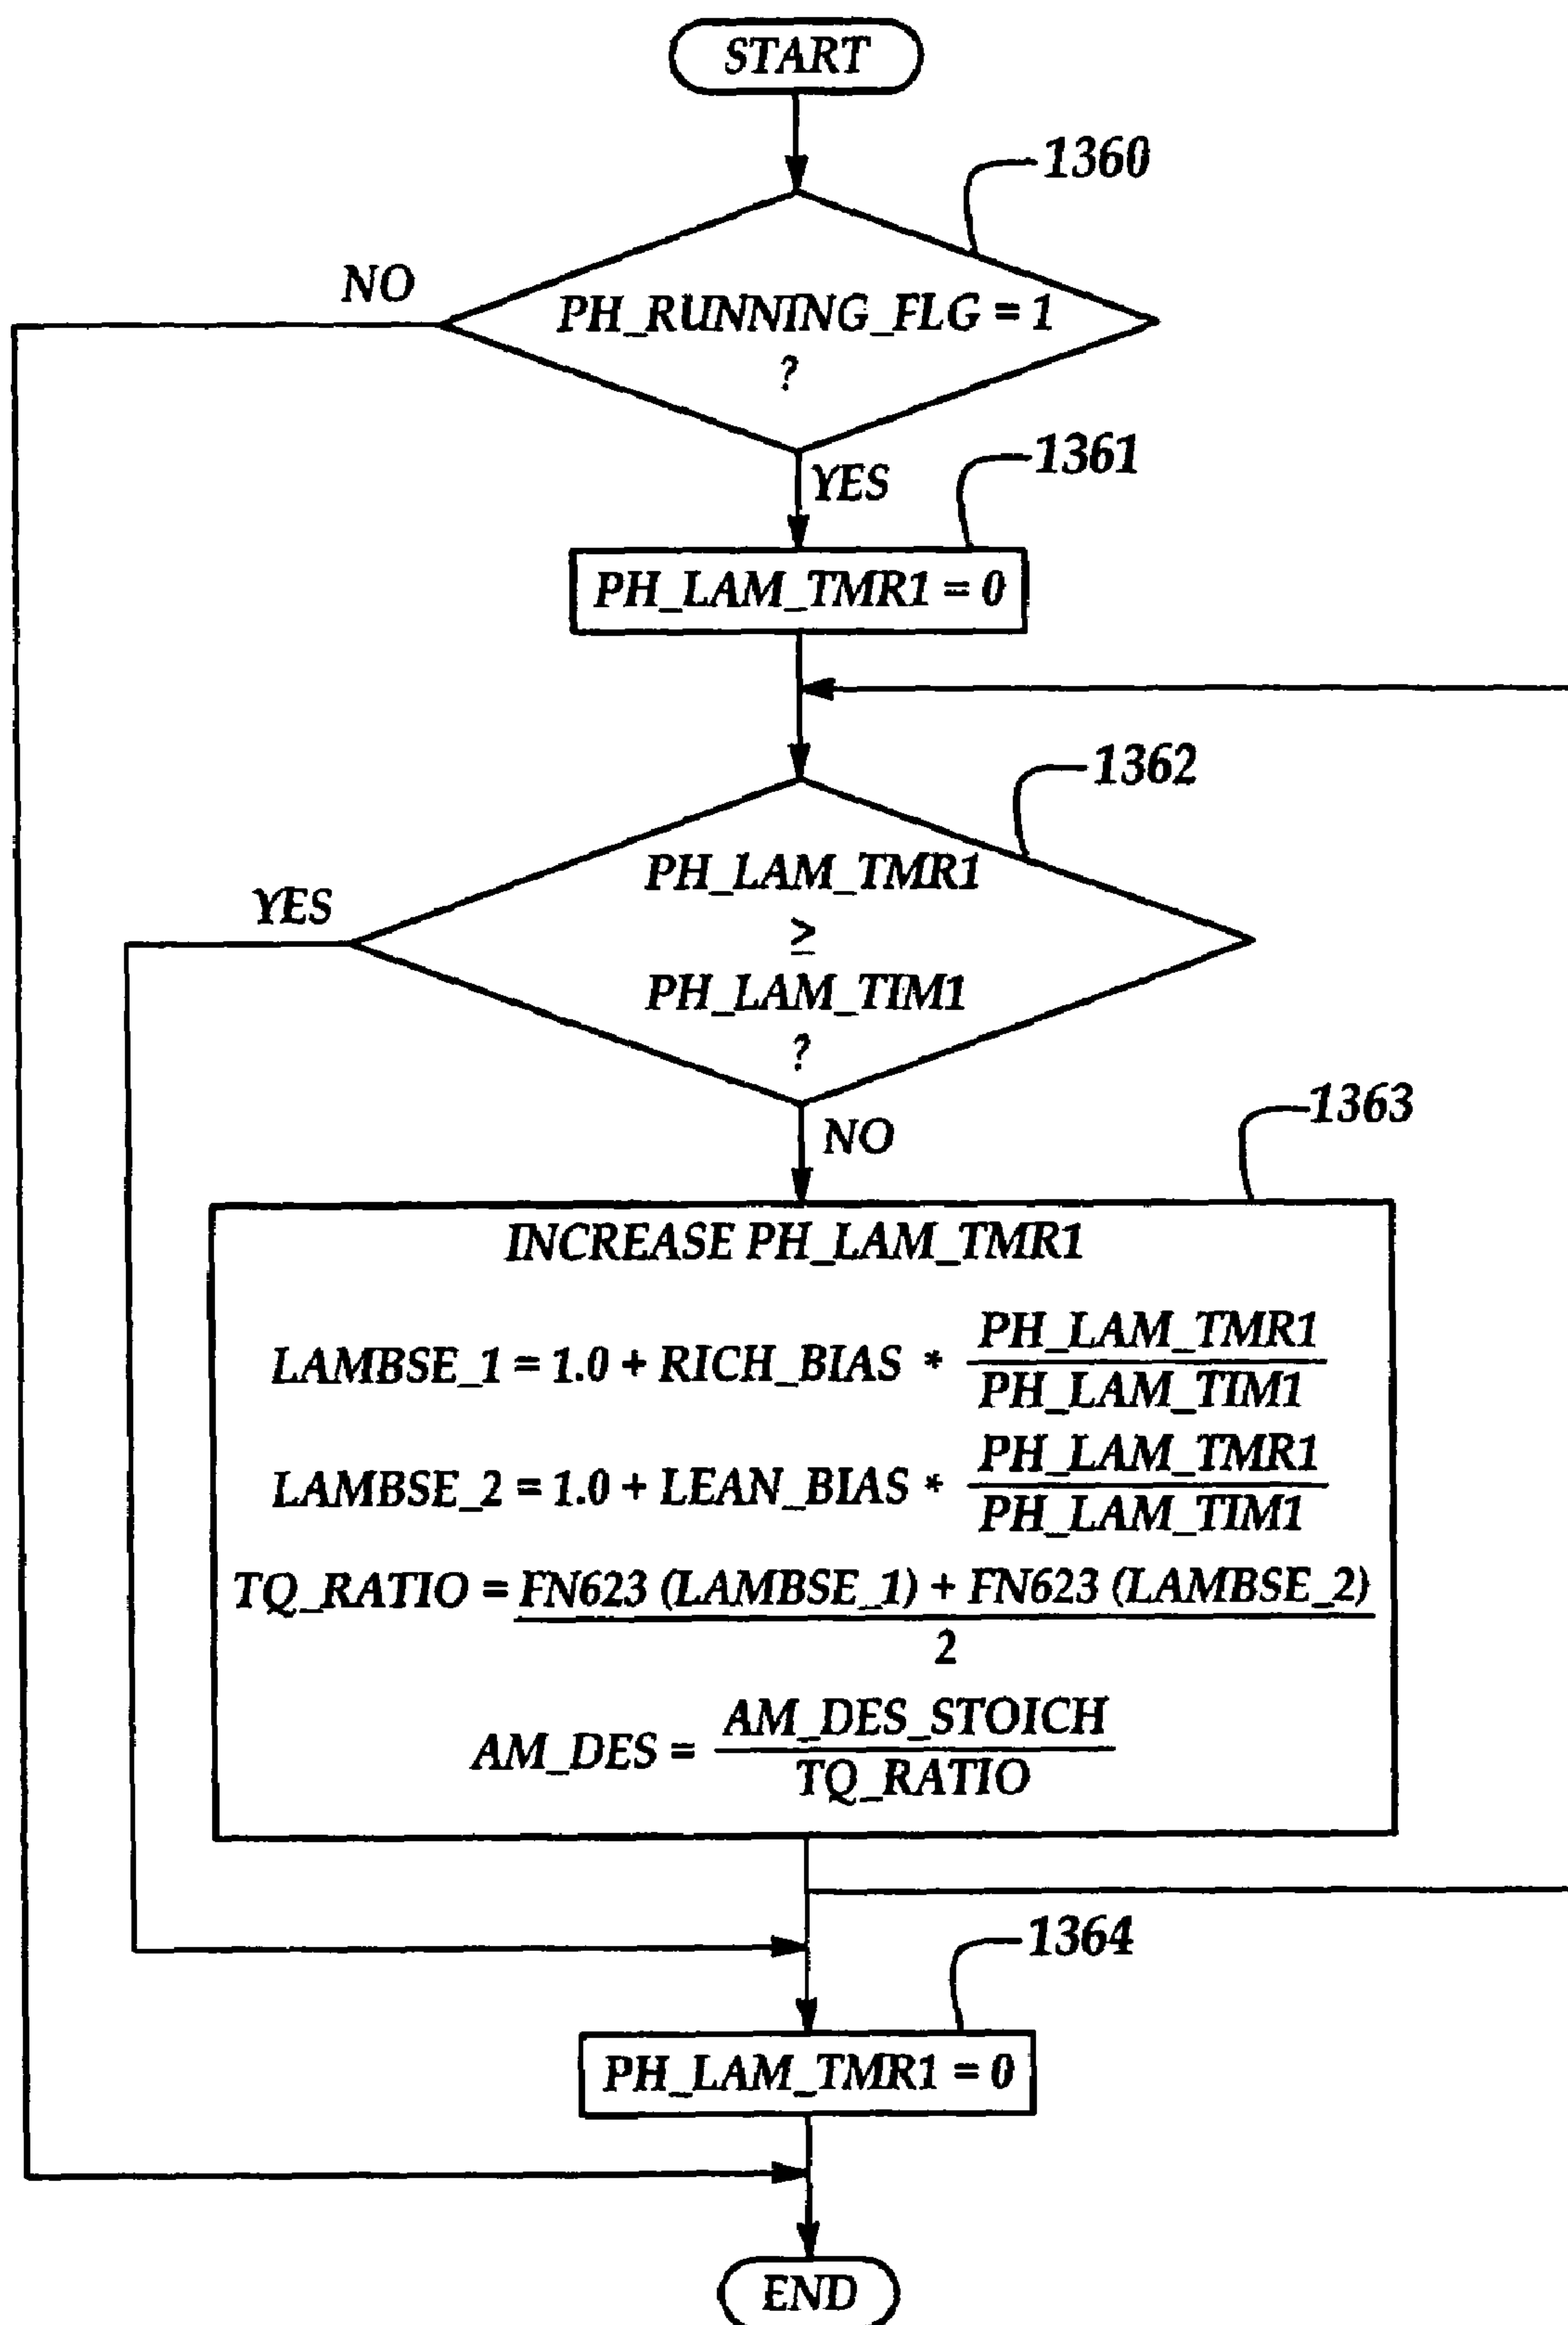 START
1360
NO
PH_RUNNING_FLG = 1
?
YES
1361
PH_LAM_TMR1 = 0
1362
YES
PH_LAM_TMR1
≥
PH_LAM_TIM1
?
NO
1363
INCREASE PH_LAM_TMR1
LAMBSE_1 = 1.0 + RICH_BIAS * PH_LAM_TMR1
PH_LAM_TIM1
LAMBSE_2 = 1.0 + LEAN_BIAS * PH_LAM_TMR1
PH_LAM_TIM1
TQ_RATIO = FN623 (LAMBSE_1) + FN623 (LAMBSE_2)
2
AM_DES = AM_DES_STOICH
TQ_RATIO
1364
PH_LAM_TMR1 = 0
END